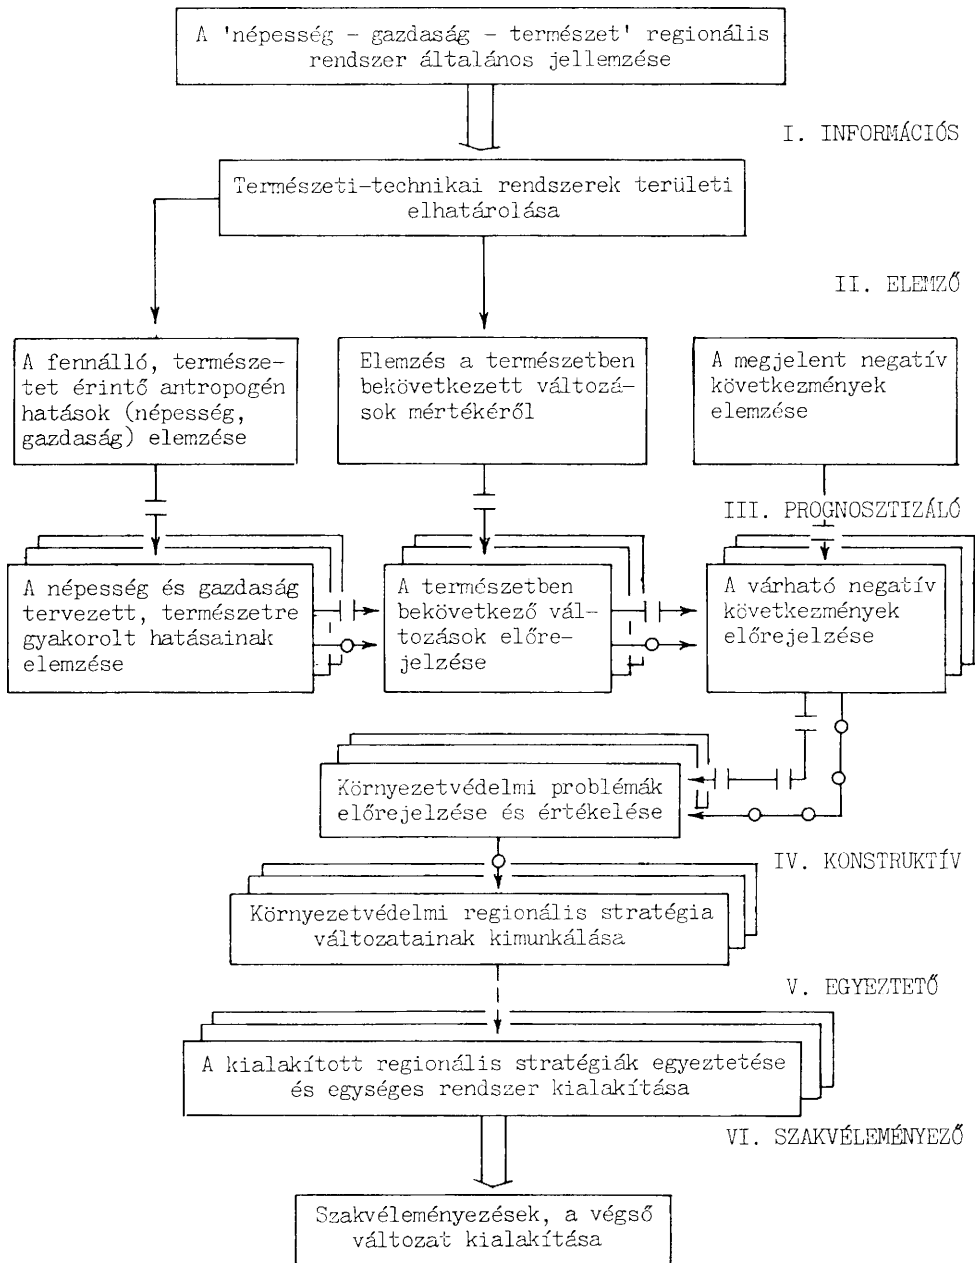 A 'népesség - gazdaság - természet' regionális
rendszer általános jellemzése
I. INFORMÁCIÓS
Természeti-technikai rendszerek területi
elhatárolása
II. ELEMZŐ
A fennálló, természe-
tet érintő antropogén
hatások (népesség,
gazdaság) elemzése
Elemzés a természetben
bekövetkezett változá-
sok mértékéről
A megjelent negatív
következmények
elemzése
III. PROGNOSZTIZÁLÓ
A népesség és gazdaság
tervezett, természetre
gyakorolt hatásainak
elemzése
A természetben
bekövetkező vál-
tozások előre-
jelzése
A várható negatív
következmények
előrejelzése
Környezetvédelmi problémák
előrejelzése és értékelése
IV. KONSTRUKTÍV
Környezetvédelmi regionális stratégia
változatainak kimunkálása
V. EGYEZTETŐ
A kialakított regionális stratégiák egyeztetése
és egységes rendszer kialakítása
VI. SZAKVÉLEMÉNYEZŐ
Szakvéleményezések, a végső
változat kialakítása